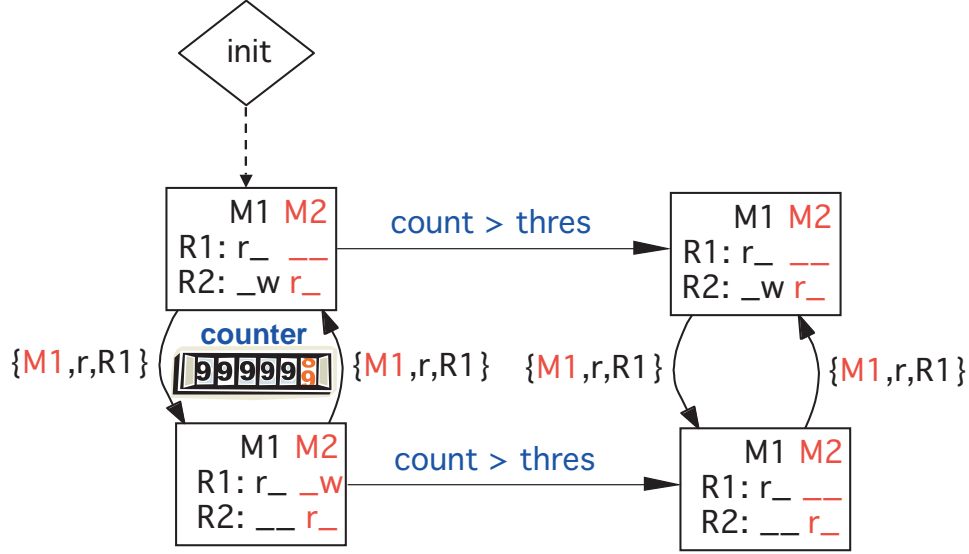 init
M1 M2
R1: r_ __
R2: _w r_
count > thres
M1 M2
R1: r_ __
R2: _w r_
{M1,r,R1}
counter
999998
9
{M1,r,R1}
{M1,r,R1}
{M1,r,R1}
M1 M2
R1: r_ _w
R2: __ r_
count > thres
M1 M2
R1: r_ __
R2: __ r_